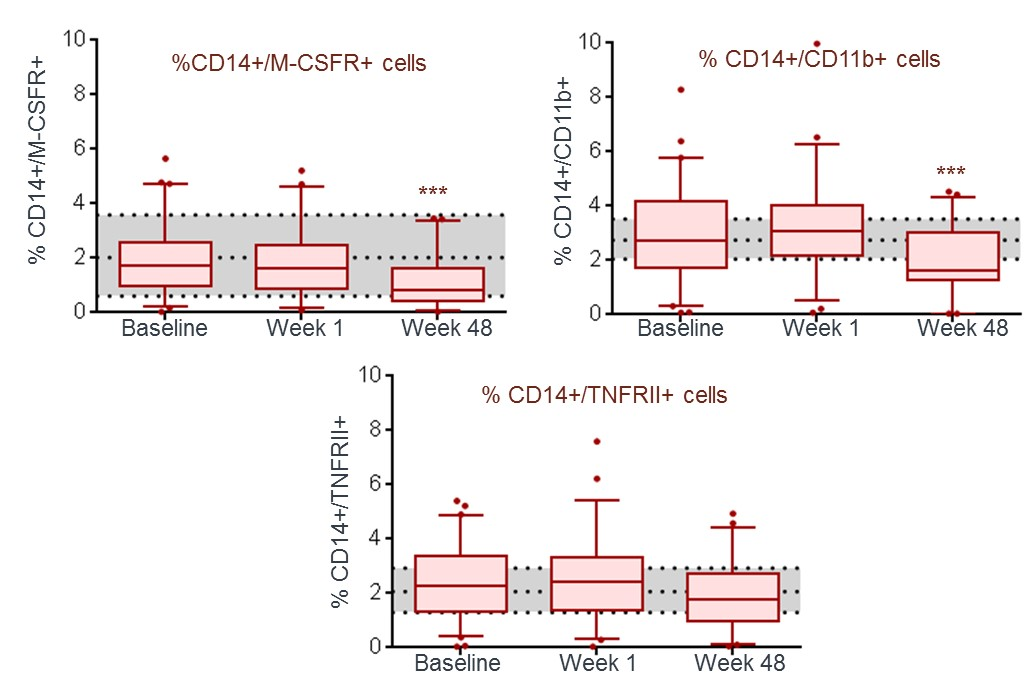 %CD14+/M-CSFR+ cells
% CD14+/M-CSFR+
10
8
6
4
2
0
***
Baseline
Week 1
Week 48
% CD14+/CD11b+ cells
% CD14+/CD11b+
10
8
6
4
2
0
***
Baseline
Week 1
Week 48
% CD14+/TNFRII+ cells
% CD14+/TNFRII+
10
8
6
4
2
0
Baseline
Week 1
Week 48